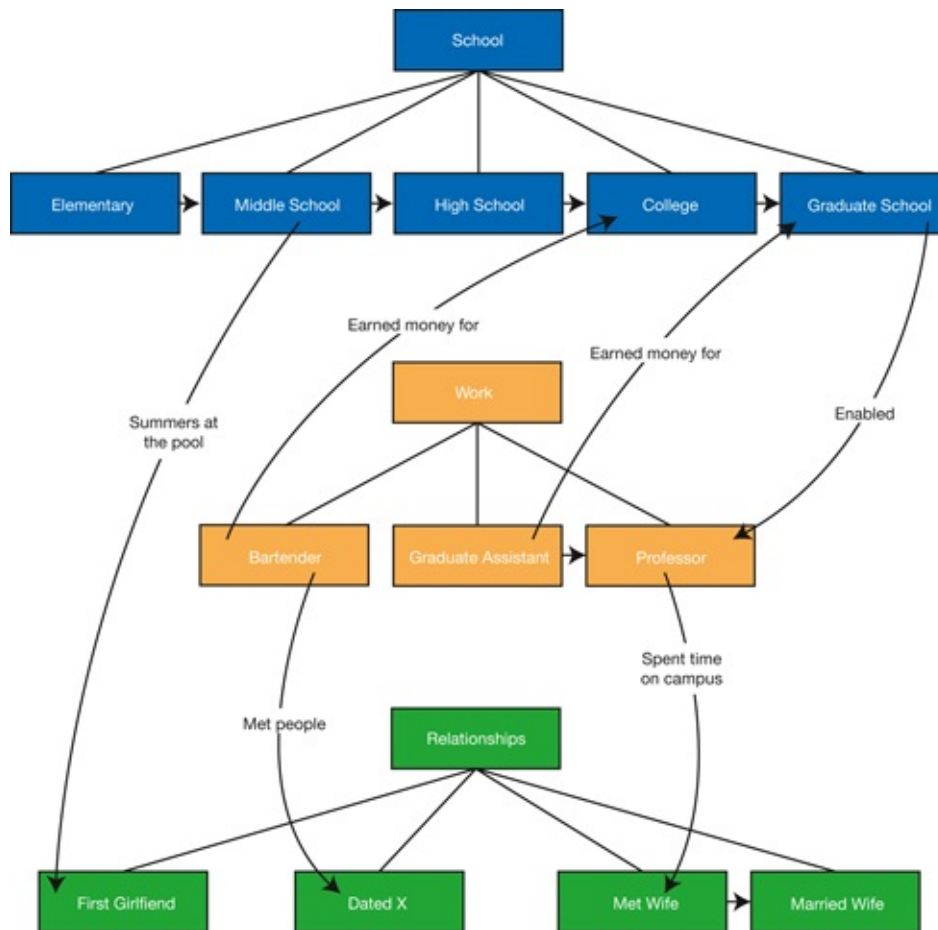 School
Elementary
Middle School
High School
College
Graduate School
Earned money for
Earned money for
Work
Summers at
the pool
Enabled
Bartender
Graduate Assistant
Professor
Spent time
on campus
Met people
Relationships
First Girlfiend
Dated X
Met Wife
Married Wife